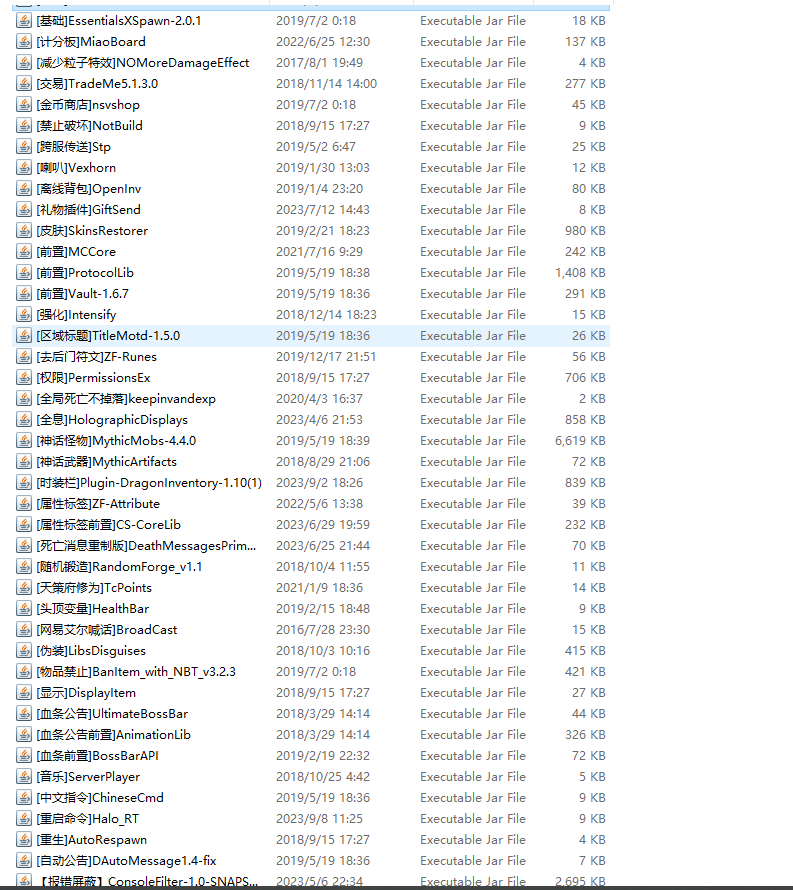 [基础]EssentialsXSpawn-2.0.1 2019/7/2 0:18 Executable Jar File 18 KB
[计分板]MiaoBoard 2022/6/25 12:30 Executable Jar File 137 KB
[减少粒子特效]NOMoreDamageEffect 2017/8/1 19:49 Executable Jar File 4 KB
[交易]TradeMe5.1.3.0 2018/11/14 14:00 Executable Jar File 277 KB
[金币商店]nsvshop 2019/7/2 0:18 Executable Jar File 45 KB
[禁止破坏]NotBuild 2018/9/15 17:27 Executable Jar File 9 KB
[跨服传送]Stp 2019/5/2 6:47 Executable Jar File 25 KB
[喇叭]Vexhorn 2019/1/30 13:03 Executable Jar File 12 KB
[离线背包]OpenInv 2019/1/4 23:20 Executable Jar File 80 KB
[礼物插件]GiftSend 2023/7/12 14:43 Executable Jar File 8 KB
[皮肤]SkinsRestorer 2019/2/21 18:23 Executable Jar File 980 KB
[前置]MCCore 2021/7/16 9:29 Executable Jar File 242 KB
[前置]ProtocolLib 2019/5/19 18:38 Executable Jar File 1,408 KB
[前置]Vault-1.6.7 2019/5/19 18:36 Executable Jar File 291 KB
[强化]Intensify 2018/12/14 18:23 Executable Jar File 15 KB
[区域标题]TitleMotd-1.5.0 2019/5/19 18:36 Executable Jar File 26 KB
[去后门符文]ZF-Runes 2019/12/17 21:51 Executable Jar File 56 KB
[权限]PermissionsEx 2018/9/15 17:27 Executable Jar File 706 KB
[全局死亡不掉落]keepinvandexp 2020/4/3 16:37 Executable Jar File 2 KB
[全息]HolographicDisplays 2023/4/6 21:53 Executable Jar File 858 KB
[神话怪物]MythicMobs-4.4.0 2019/5/19 18:39 Executable Jar File 6,619 KB
[神话武器]MythicArtifacts 2018/8/29 21:06 Executable Jar File 72 KB
[时装栏]Plugin-DragonInventory-1.10(1) 2023/9/2 18:26 Executable Jar File 839 KB
[属性标签]ZF-Attribute 2022/5/6 13:38 Executable Jar File 39 KB
[属性标签前置]CS-CoreLib 2023/6/29 19:59 Executable Jar File 232 KB
[死亡消息重制版]DeathMessagesPrim... 2023/6/25 21:44 Executable Jar File 70 KB
[随机锻造]RandomForge_v1.1 2018/10/4 11:55 Executable Jar File 11 KB
[天策府修为]TcPoints 2021/1/9 18:36 Executable Jar File 14 KB
[头顶变量]HealthBar 2019/2/15 18:48 Executable Jar File 9 KB
[网易艾尔喊话]BroadCast 2016/7/28 23:30 Executable Jar File 15 KB
[伪装]LibsDisguises 2018/10/3 10:16 Executable Jar File 415 KB
[物品禁止]BanItem_with_NBT_v3.2.3 2019/7/2 0:18 Executable Jar File 421 KB
[显示]DisplayItem 2018/9/15 17:27 Executable Jar File 27 KB
[血条公告]UltimateBossBar 2018/3/29 14:14 Executable Jar File 44 KB
[血条公告前置]AnimationLib 2018/3/29 14:14 Executable Jar File 326 KB
[血条前置]BossBarAPI 2019/2/19 22:32 Executable Jar File 72 KB
[音乐]ServerPlayer 2018/10/25 4:42 Executable Jar File 5 KB
[中文指令]ChineseCmd 2019/5/19 18:36 Executable Jar File 9 KB
[重启命令]Halo_RT 2023/9/8 11:25 Executable Jar File 9 KB
[重生]AutoRespawn 2018/9/15 17:27 Executable Jar File 4 KB
[自动公告]DAutoMessage1.4-fix 2019/5/19 18:36 Executable Jar File 7 KB
【报错屏蔽】ConsoleFilter-1.0-SNAPS... 2023/5/6 22:34 Executable Jar File 2,695 KB